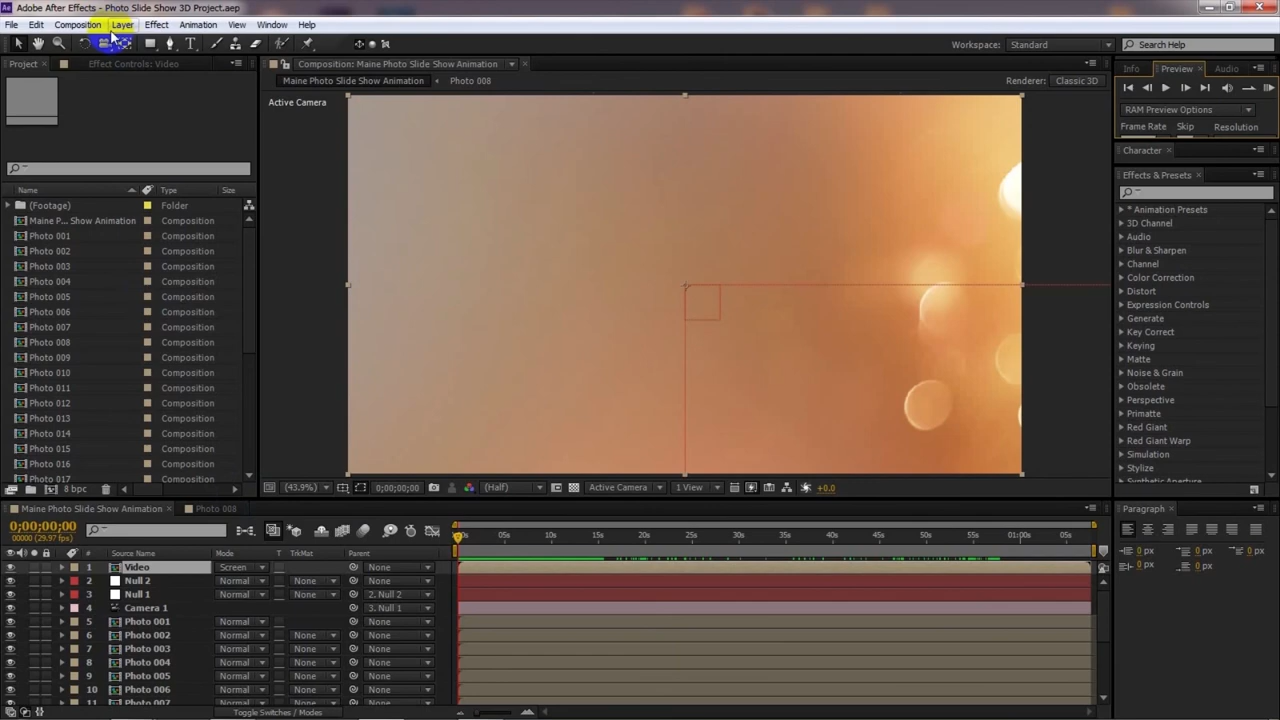 Adobe After Effects - Photo Slide Show 3D Project.aep
File Edit Composition Layer Effect Animation View Window Help
Workspace: Standard Search Help
Project × Effect Controls: Video
Composition: Maine Photo Slide Show Animation ×
Info Preview × Audio
Maine Photo Slide Show Animation Photo 008
Renderer: Classic 3D
Active Camera
RAM Preview Options
Frame Rate Skip Resolution
Character ×
Effects & Presets ×
Name Type Size
(Footage) Folder
Maine P... Show Animation Composition
Photo 001 Composition
Photo 002 Composition
Photo 003 Composition
Photo 004 Composition
Photo 005 Composition
Photo 006 Composition
Photo 007 Composition
Photo 008 Composition
Photo 009 Composition
Photo 010 Composition
Photo 011 Composition
Photo 012 Composition
Photo 013 Composition
Photo 014 Composition
Photo 015 Composition
Photo 016 Composition
Photo 017 Composition
* Animation Presets
3D Channel
Audio
Blur & Sharpen
Channel
Color Correction
Distort
Expression Controls
Generate
Key Correct
Keying
Matte
Noise & Grain
Obsolete
Perspective
Primatte
Red Giant
Red Giant Warp
Simulation
Stylize
Synthetic Aperture
8 bpc
(43.9%) 0;00;00;00 (Half) Active Camera 1 View +0.0
Maine Photo Slide Show Animation × Photo 008
Paragraph ×
0;00;00;00
00000 (29.97 fps)
05s 10s 15s 20s 25s 30s 35s 40s 45s 50s 55s 01:00s 05s
# Source Name Mode T TrkMat Parent
1 Video Screen None
2 Null 2 Normal None None
3 Null 1 Normal None 2. Null 2
4 Camera 1 3. Null 1
5 Photo 001 Normal None
6 Photo 002 Normal None None
7 Photo 003 Normal None None
8 Photo 004 Normal None None
9 Photo 005 Normal None None
10 Photo 006 Normal None None
11 Photo 007 Normal None None
Toggle Switches / Modes
0 px 0 px 0 px
0 px 0 px